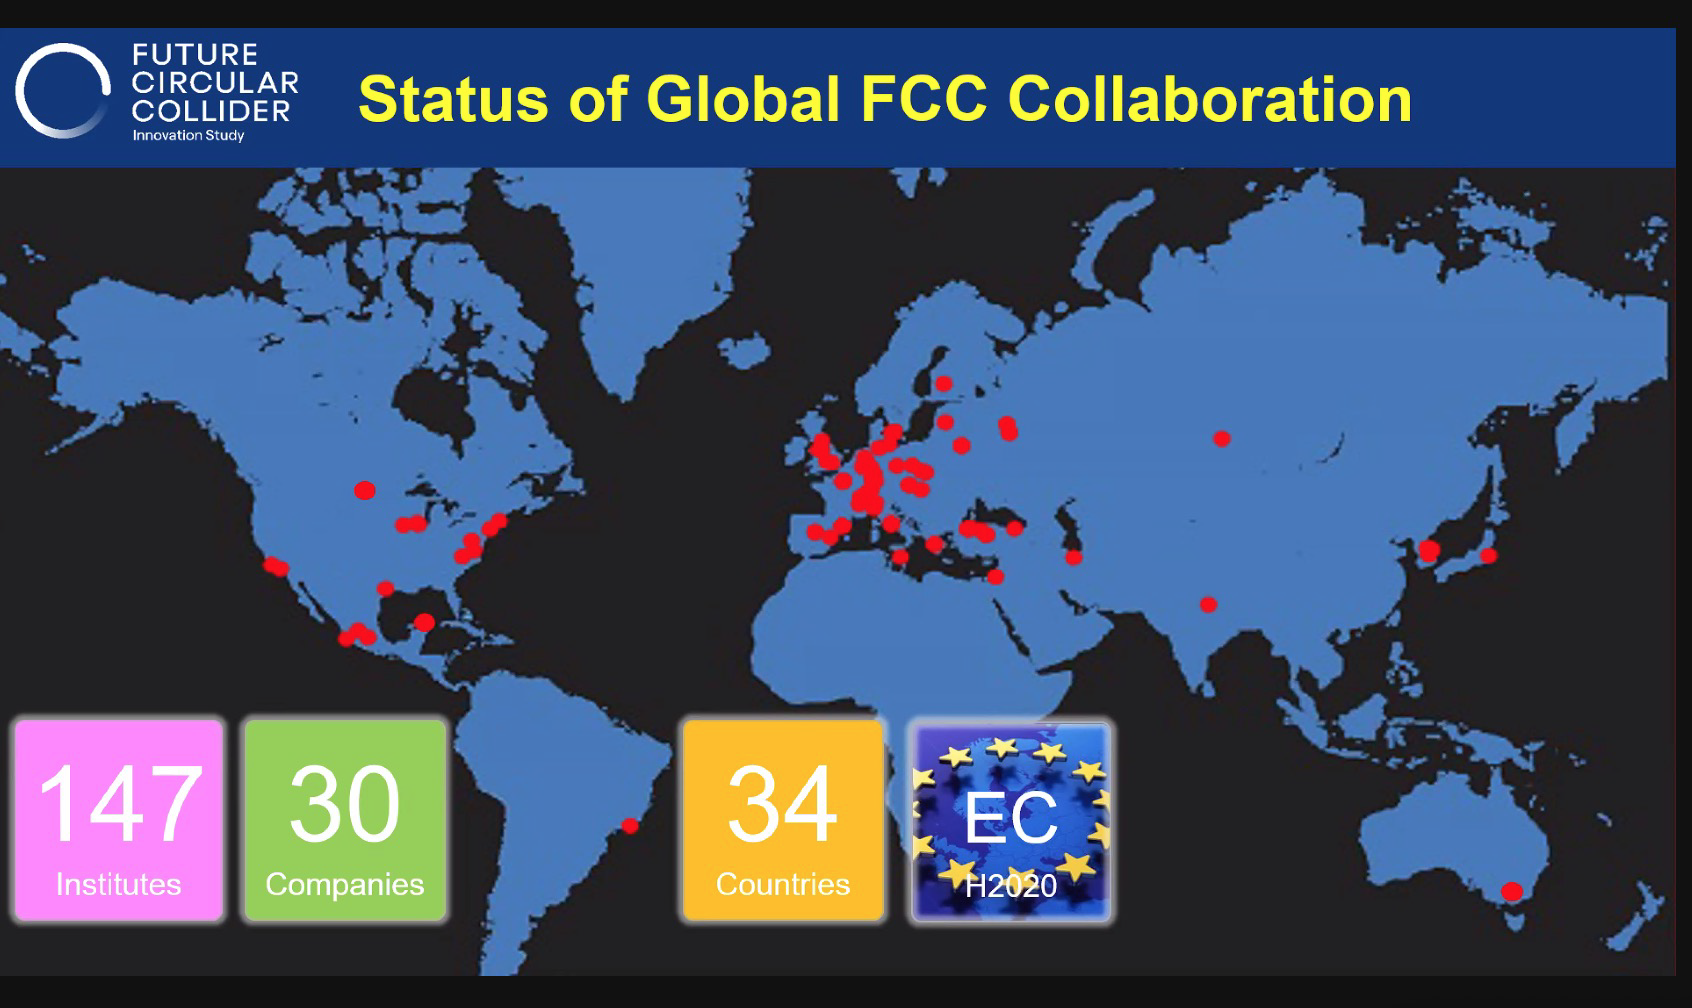 FUTURE
CIRCULAR
COLLIDER
Innovation Study
Status of Global FCC Collaboration
147
Institutes
30
Companies
34
Countries
EC
H2020